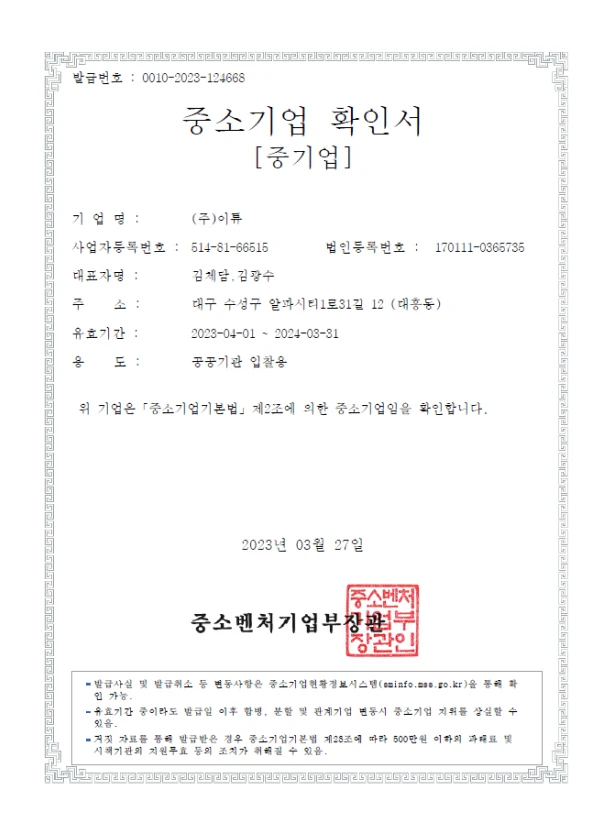 발급번호 : 0010-2023-124668
중소기업 확인서
[중기업]
기 업 명 : (주)이튜
사업자등록번호 : 514-81-66515 법인등록번호 : 170111-0365735
대표자명 : 김체담,김광수
주 소 : 대구 수성구 알파시티1로31길 12 (대흥동)
유효기간 : 2023-04-01 ~ 2024-03-31
용 도 : 공공기관 입찰용
위 기업은「중소기업기본법」제2조에 의한 중소기업임을 확인합니다.
2023년 03월 27일
중소벤처기업부장관
중소벤처
기업부
장관인
발급사실 및 발급취소 등 변동사항은 중소기업현황정보시스템(sminfo.mss.go.kr)을 통해 확
인 가능.
유효기간 중이라도 발급일 이후 합병, 분할 및 관계기업 변동시 중소기업 지위를 상실할 수
있음.
거짓 자료를 통해 발급받은 경우 중소기업기본법 제28조에 따라 500만원 이하의 과태료 및
시책기관의 지원무효 등의 조치가 취해질 수 있음.